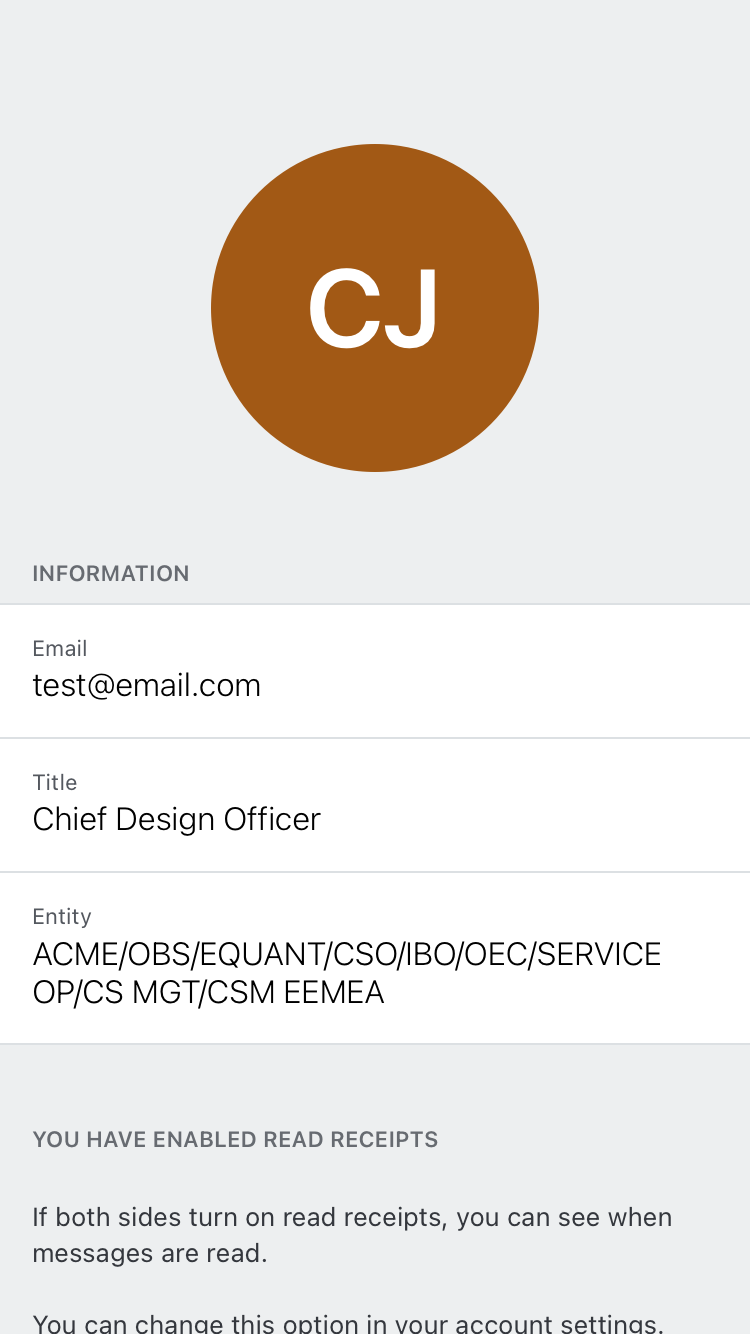 CJ
INFORMATION
Email
test@email.com
Title
Chief Design Officer
Entity
ACME/OBS/EQUANT/CSO/IBO/OEC/SERVICE
OP/CS MGT/CSM EEMEA
YOU HAVE ENABLED READ RECEIPTS
If both sides turn on read receipts, you can see when
messages are read.
You can change this option in your account settings.